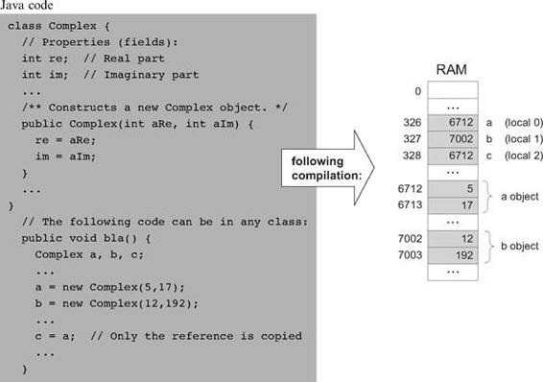 Java code
class Complex {
// Properties (fields):
int re; // Real part
int im; // Imaginary part
...
/** Constructs a new Complex object. */
public Complex(int aRe, int aIm) {
re = aRe;
im = aIm;
}
...
}
// The following code can be in any class:
public void bla() {
Complex a, b, c;
...
a = new Complex(5,17);
b = new Complex(12,192);
...
c = a; // Only the reference is copied
...
}
following
compilation:
RAM
0
...
326 6712 a (local 0)
327 7002 b (local 1)
328 6712 c (local 2)
...
6712 5
6713 17
a object
...
7002 12
7003 192
b object
...